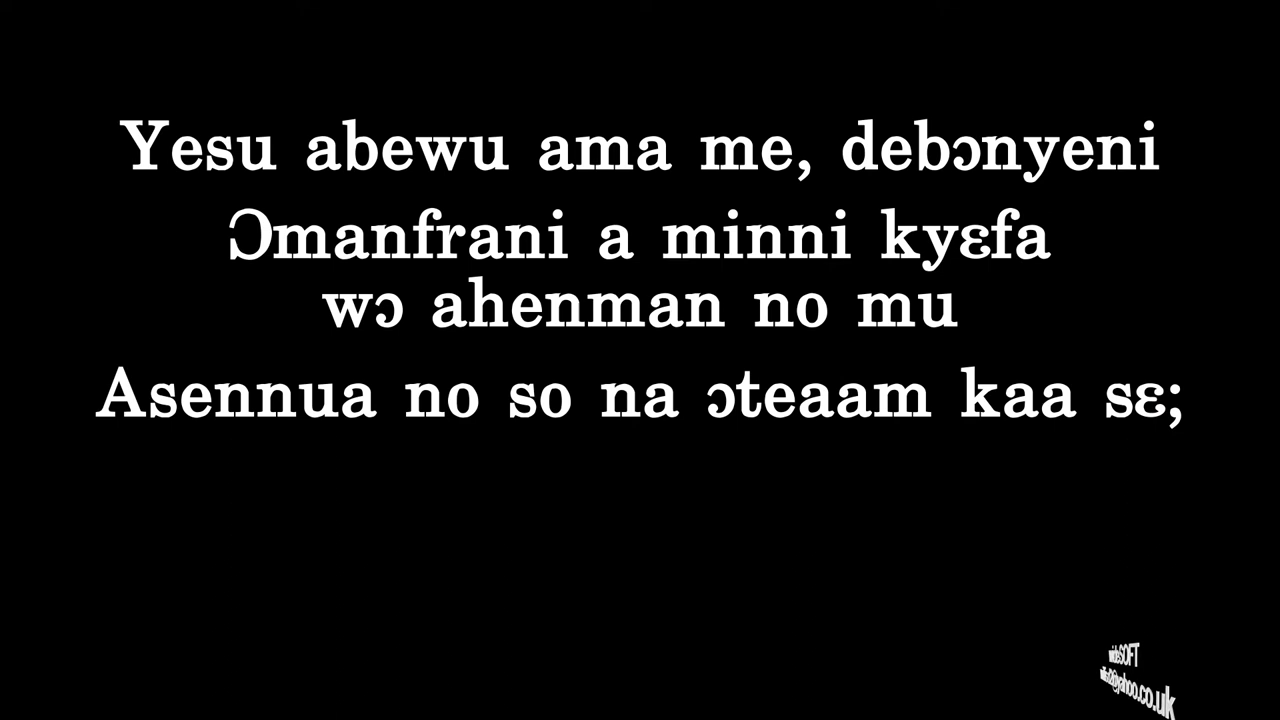 Yesu abewu ama me, debɔnyeni
Ɔmanfrani a minni kyɛfa
wɔ ahenman no mu
Asennua no so na ɔteaam kaa sɛ;
wideSOFT